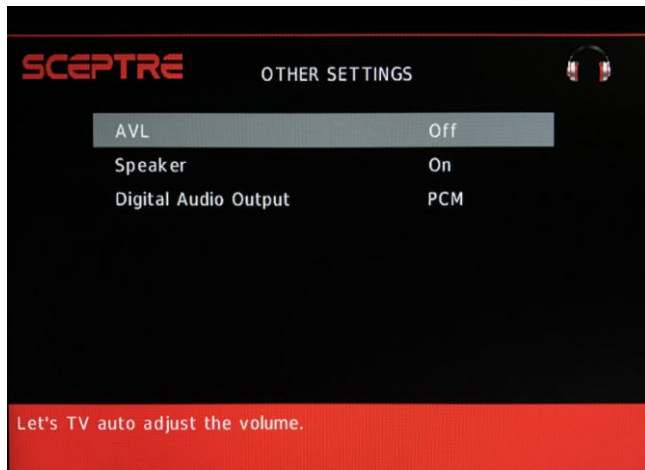 SCEPTRE OTHER SETTINGS
AVL Off
Speaker On
Digital Audio Output PCM
Let's TV auto adjust the volume.